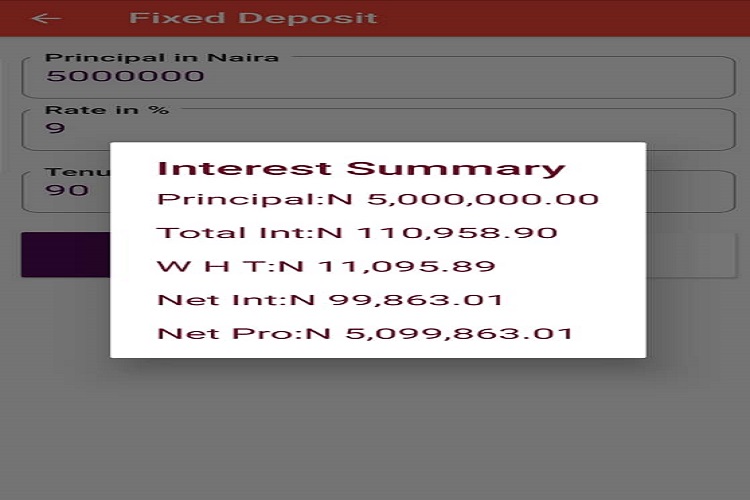 Fixed Deposit
Principal in Naira
5000000
Rate in %
9
Tenu
90
Interest Summary
Principal:N 5,000,000.00
Total Int:N 110,958.90
W H T:N 11,095.89
Net Int:N 99,863.01
Net Pro:N 5,099,863.01